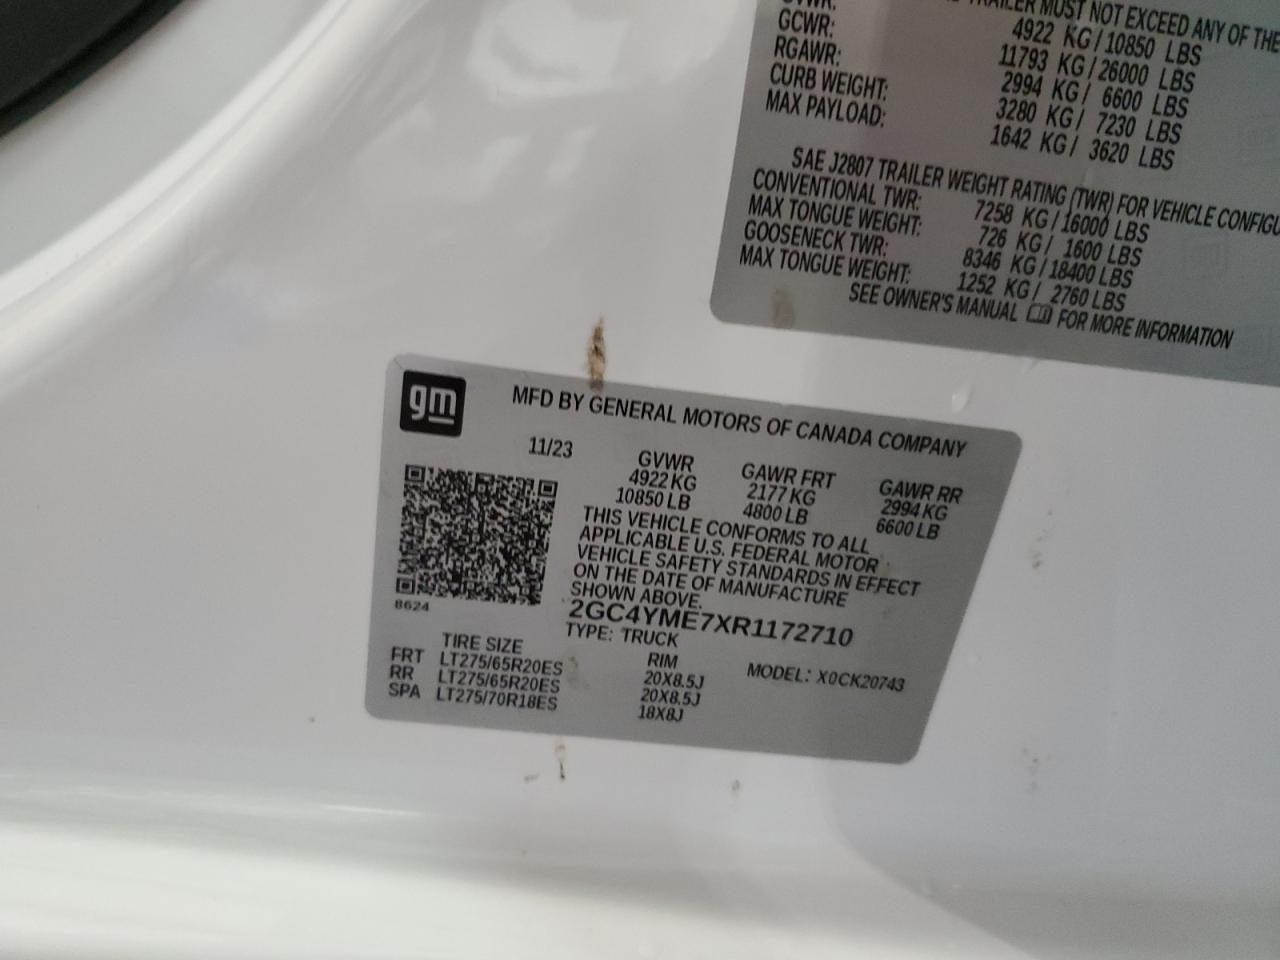 TRAILER MUST NOT EXCEED ANY OF THE
GVWR: 4922 KG/10850 LBS
GCWR: 11793 KG/26000 LBS
RGAWR: 2994 KG/ 6600 LBS
CURB WEIGHT: 3280 KG/ 7230 LBS
MAX PAYLOAD: 1642 KG/ 3620 LBS
SAE J2807 TRAILER WEIGHT RATING (TWR) FOR VEHICLE
CONVENTIONAL TWR: 7258 KG/16000 LBS
MAX TONGUE WEIGHT: 726 KG/ 1600 LBS
GOOSENECK TWR: 8346 KG/18400 LBS
MAX TONGUE WEIGHT: 1252 KG/ 2760 LBS
SEE OWNER'S MANUAL FOR MORE INFORMATION
gm
MFD BY GENERAL MOTORS OF CANADA COMPANY
11/23 GVWR GAWR FRT GAWR RR
4922 KG 2177 KG 2994 KG
10850 LB 4800 LB 6600 LB
THIS VEHICLE CONFORMS TO ALL
APPLICABLE U.S. FEDERAL MOTOR
VEHICLE SAFETY STANDARDS IN EFFECT
ON THE DATE OF MANUFACTURE
SHOWN ABOVE.
8624
2GC4YME7XR1172710
TYPE: TRUCK
TIRE SIZE RIM MODEL: X0CK20743
FRT LT275/65R20ES 20X8.5J
RR LT275/65R20ES 20X8.5J
SPA LT275/70R18ES 18X8J